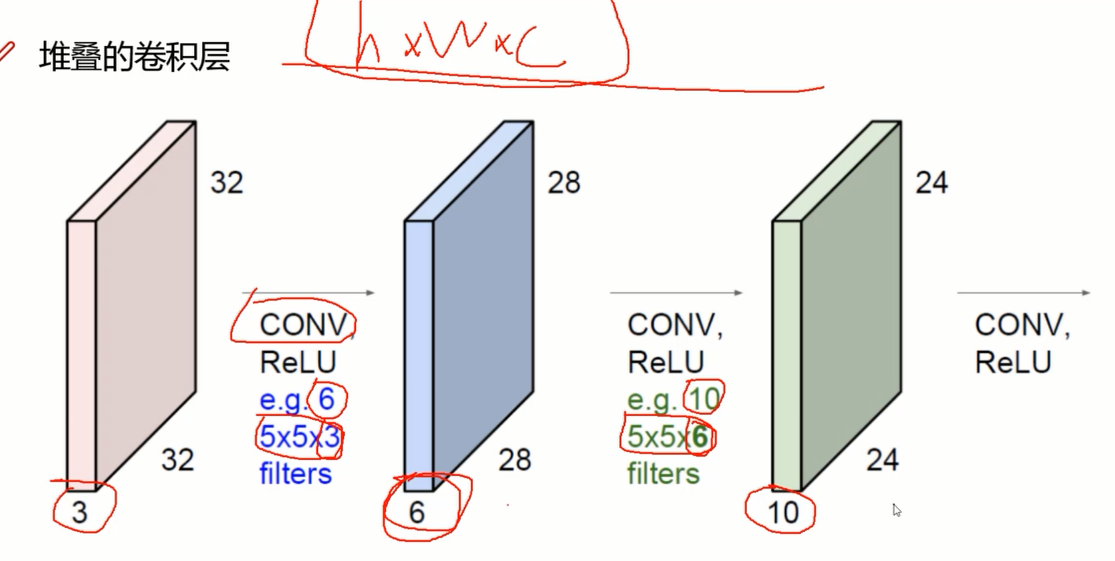 h×W×C
堆叠的卷积层
32
28
24
CONV,
ReLU
e.g. 6
5x5x3
filters
CONV,
ReLU
e.g. 10
5x5x6
filters
CONV,
ReLU
32
28
24
3
6
10